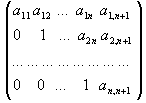 a₁₁ a₁₂ ... a₁ₙ a₁,ₙ₊₁
0 1 ... a₂ₙ a₂,ₙ₊₁
... ... ... ... ... ... ... ...
0 0 ... 1 aₙ,ₙ₊₁